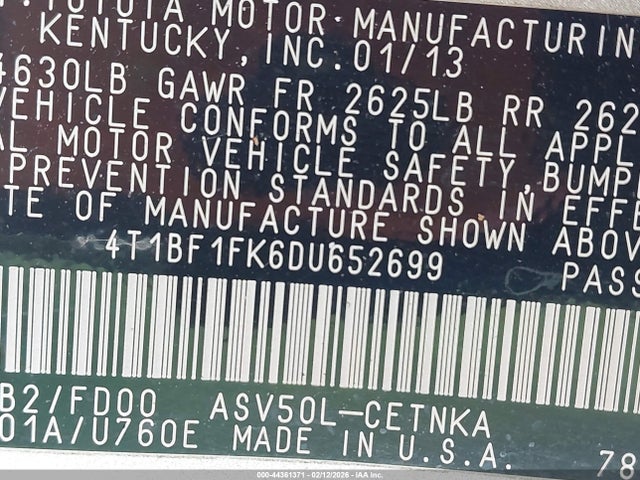 TOYOTA MOTOR MANUFACTURIN
KENTUCKY, INC. 01/13
4630LB GAWR FR 2625LB RR 262
VEHICLE CONFORMS TO ALL APPL
AL MOTOR VEHICLE SAFETY, BUMP
PREVENTION STANDARDS IN EFFE
TE OF MANUFACTURE SHOWN ABOV
4T1BF1FK6DU652699 PASS
B2/FD00 ASV50L-CETNKA
01A/U760E MADE IN U.S.A. 78
000-44361371 - 02/12/2026 - IAAI, Inc.